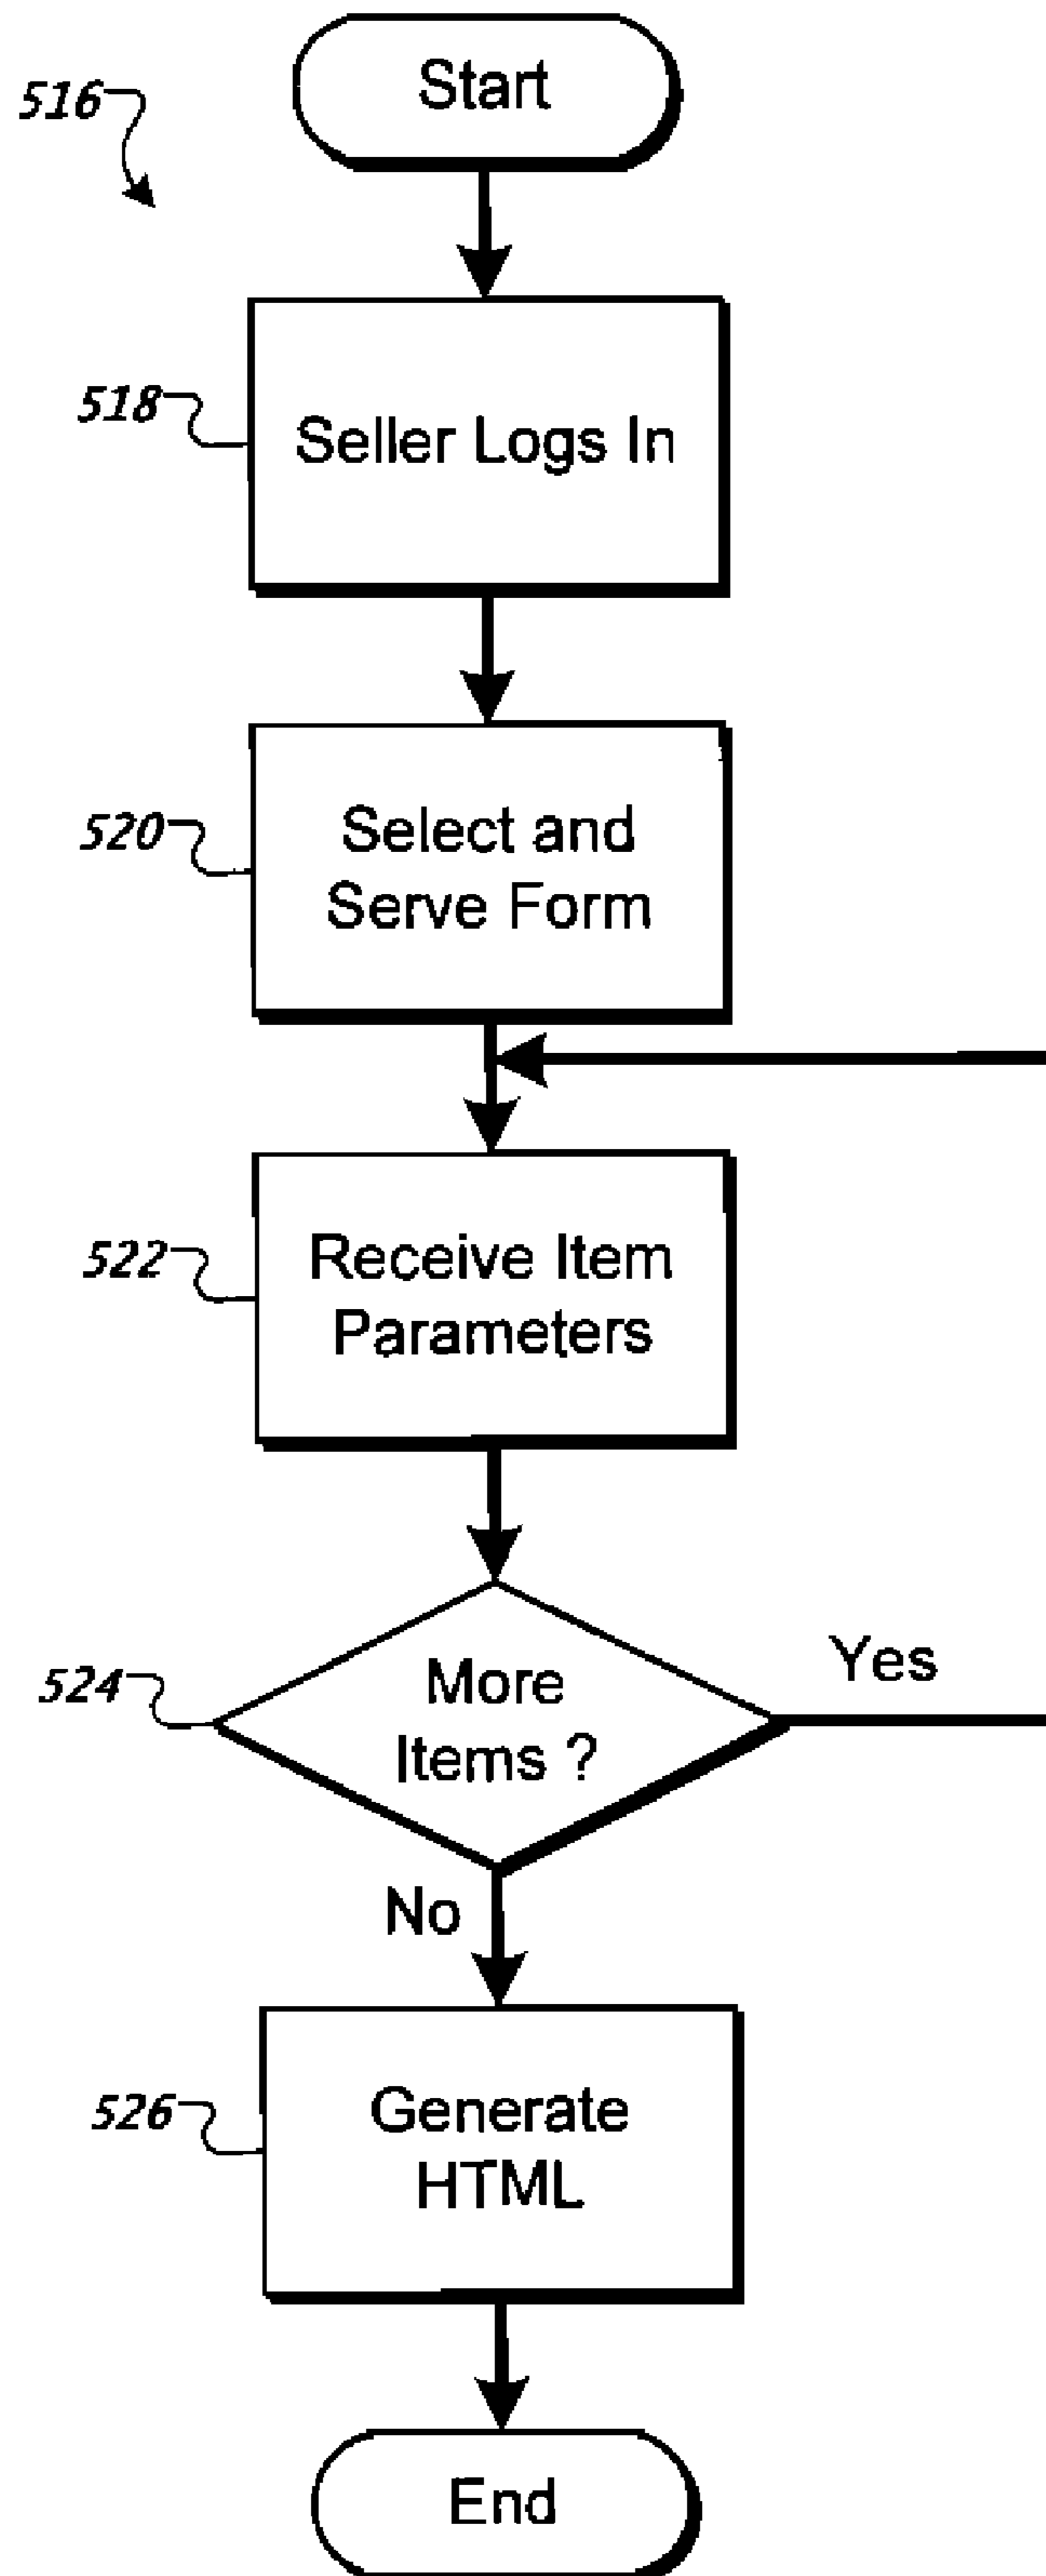 Start
516
518
Seller Logs In
520
Select and
Serve Form
522
Receive Item
Parameters
524
More
Items ?
Yes
No
526
Generate
HTML
End